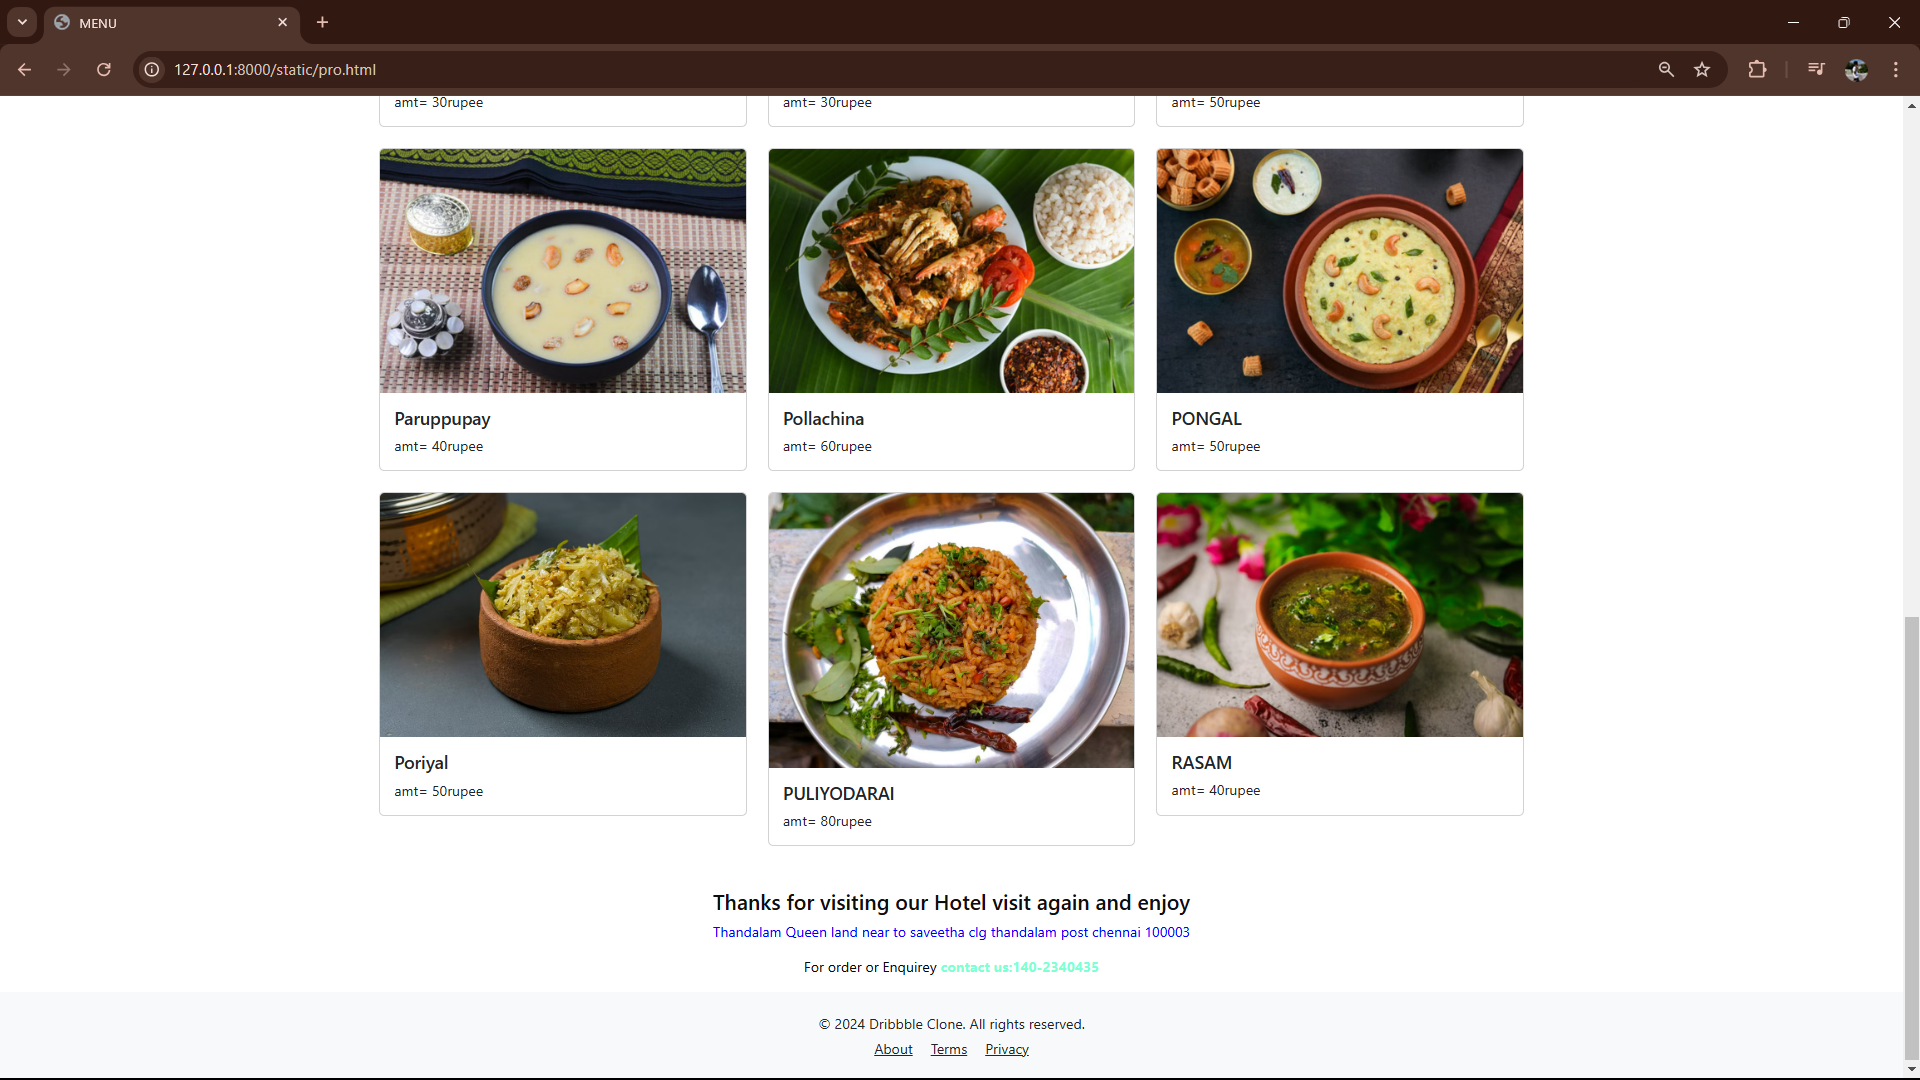 MENU
127.0.0.1:8000/static/pro.html
amt= 30rupee
amt= 30rupee
amt= 50rupee
Paruppupay
amt= 40rupee
Pollachina
amt= 60rupee
PONGAL
amt= 50rupee
Poriyal
amt= 50rupee
PULIYODARAI
amt= 80rupee
RASAM
amt= 40rupee
Thanks for visiting our Hotel visit again and enjoy
Thandalam Queen land near to saveetha clg thandalam post chennai 100003
For order or Enquirey contact us:140-2340435
© 2024 Dribbble Clone. All rights reserved.
About Terms Privacy